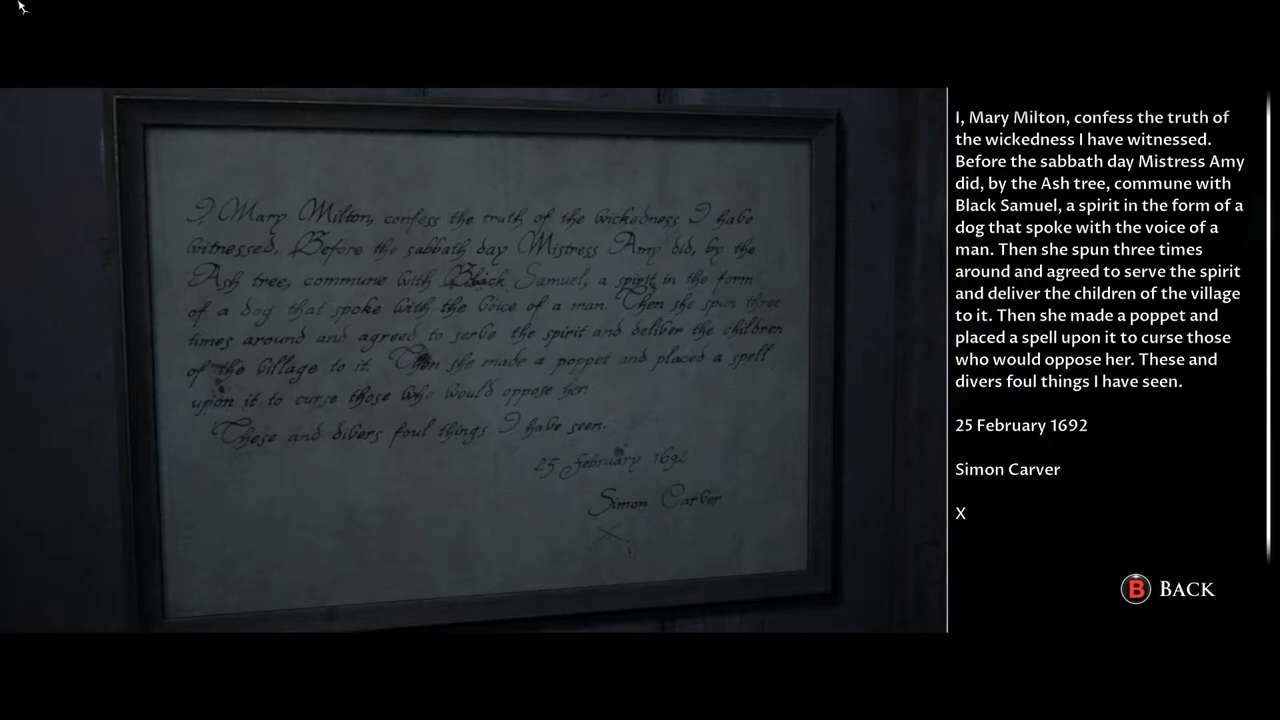 I, Mary Milton, confess the truth of the wickedness I have
witnessed. Before the sabbath day Mistress Amy did, by the
Ash tree, commune with Black Samuel, a spirit in the form
of a dog that spoke with the voice of a man. Then she spun three
times around and agreed to serve the spirit and deliver the children
of the village to it. Then she made a poppet and placed a spell
upon it to curse those who would oppose her.
These and divers foul things I have seen.
25 February 1692
Simon Carver
X
I, Mary Milton, confess the truth of
the wickedness I have witnessed.
Before the sabbath day Mistress Amy
did, by the Ash tree, commune with
Black Samuel, a spirit in the form of a
dog that spoke with the voice of a
man. Then she spun three times
around and agreed to serve the spirit
and deliver the children of the village
to it. Then she made a poppet and
placed a spell upon it to curse those
who would oppose her. These and
divers foul things I have seen.
25 February 1692
Simon Carver
X
B BACK